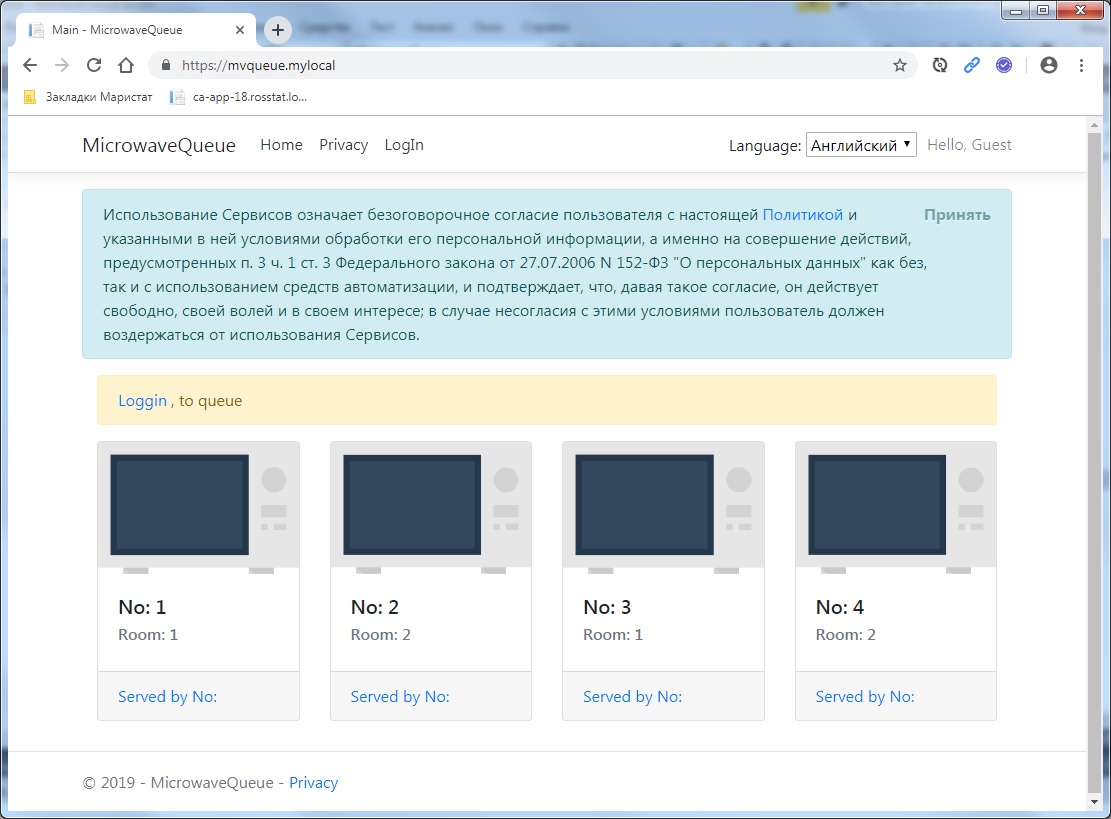 Main - MicrowaveQueue
https://mvqueue.mylocal
Закладки Маристат
ca-app-18.rosstat.lo...
MicrowaveQueue Home Privacy LogIn Language: Английский Hello, Guest
Использование Сервисов означает безоговорочное согласие пользователя с настоящей Политикой и
Принять
указанными в ней условиями обработки его персональной информации, а именно на совершение действий,
предусмотренных п. 3 ч. 1 ст. 3 Федерального закона от 27.07.2006 N 152-ФЗ "О персональных данных" как без,
так и с использованием средств автоматизации, и подтверждает, что, давая такое согласие, он действует
свободно, своей волей и в своем интересе; в случае несогласия с этими условиями пользователь должен
воздержаться от использования Сервисов.
Loggin , to queue
No: 1
Room: 1
Served by No:
No: 2
Room: 2
Served by No:
No: 3
Room: 1
Served by No:
No: 4
Room: 2
Served by No:
© 2019 - MicrowaveQueue - Privacy